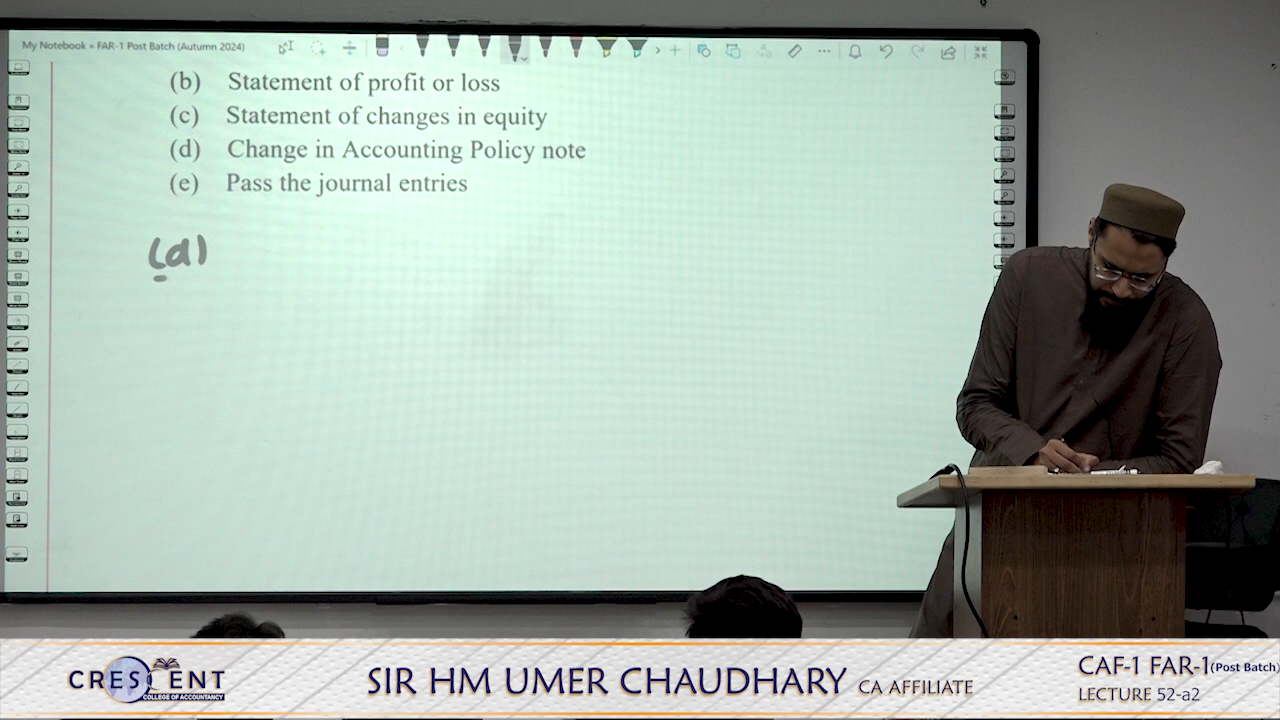 My Notebook » FAR-1 Post Batch (Autumn 2024)
(b) Statement of profit or loss
(c) Statement of changes in equity
(d) Change in Accounting Policy note
(e) Pass the journal entries
(a)
CRESCENT
COLLEGE OF ACCOUNTANCY
SIR HM UMER CHAUDHARY CA AFFILIATE
CAF-1 FAR-1(Post Batch)
LECTURE 52-a2